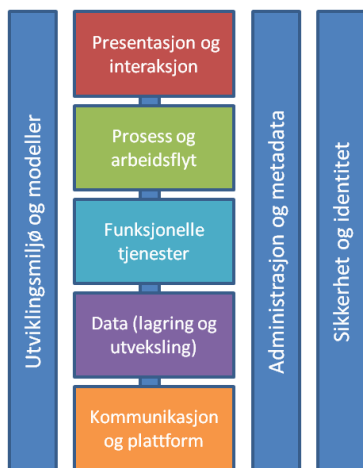 Utviklingsmiljø og modeller
Presentasjon og
interaksjon
Prosess og
arbeidsflyt
Funksjonelle
tjenester
Data (lagring og
utveksling)
Kommunikasjon
og plattform
Administrasjon og metadata
Sikkerhet og identitet